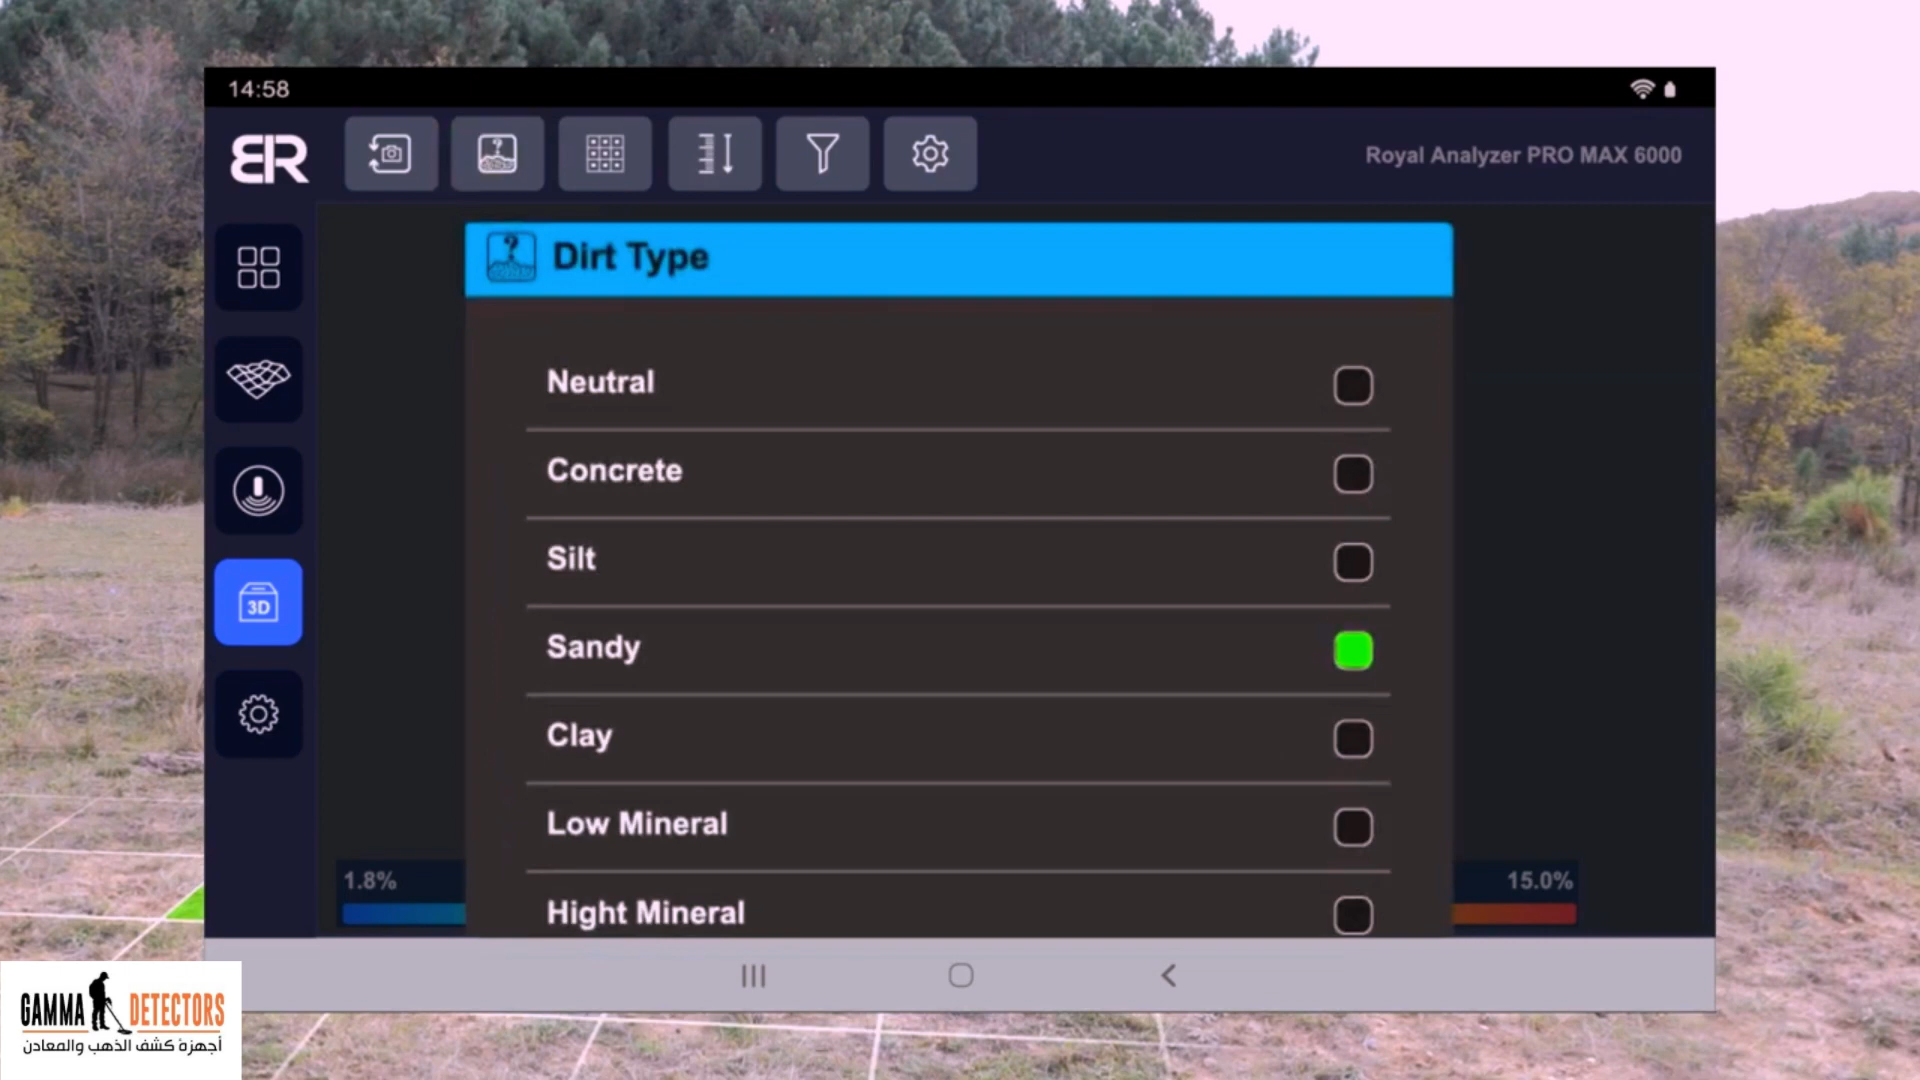 14:58
BR
Royal Analyzer PRO MAX 6000
Dirt Type
Neutral
Concrete
Silt
3D
Sandy
Clay
Low Mineral
1.8%
15.0%
Hight Mineral
GAMMA DETECTORS
أجهزة كشف الذهب والمعادن